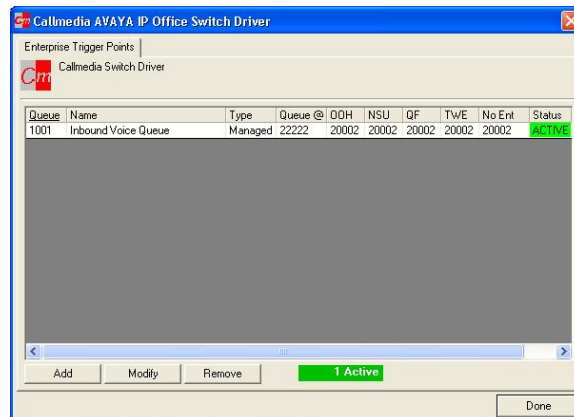 Cm Callmedia AVAYA IP Office Switch Driver
Enterprise Trigger Points
Cm Callmedia Switch Driver
Queue Name Type Queue @ OOH NSU QF TWE No Ent Status
1001 Inbound Voice Queue Managed 22222 20002 20002 20002 20002 20002 ACTIVE
Add Modify Remove 1 Active
Done